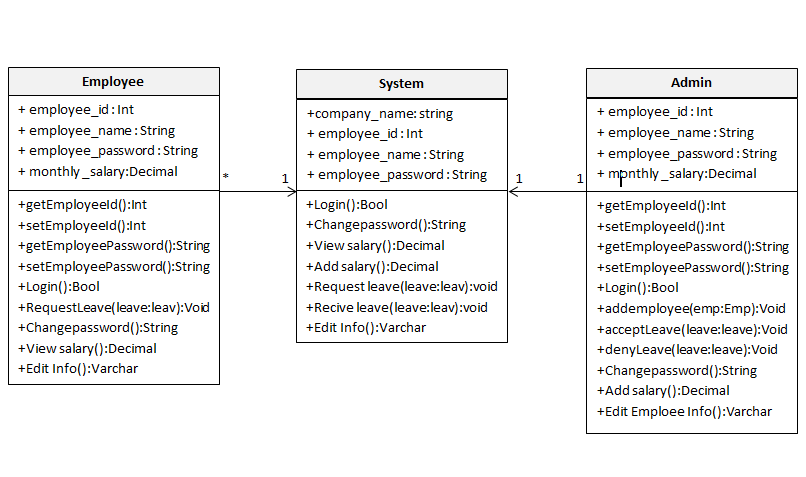 Employee
+ employee_id : Int
+ employee_name : String
+ employee_password : String
+ monthly_salary:Decimal
+getEmployeeId():Int
+setEmployeeId():Int
+getEmployeePassword():String
+setEmployeePassword():String
+Login():Bool
+RequestLeave(leave:leav):Void
+Changepassword():String
+View salary():Decimal
+Edit Info():Varchar
* 1
System
+company_name: string
+ employee_id : Int
+ employee_name : String
+ employee_password : String
+Login():Bool
+Changepassword():String
+View salary():Decimal
+Add salary():Decimal
+Request leave(leave:leav):void
+Recive leave(leave:leav):void
+Edit Info():Varchar
1 1
Admin
+ employee_id : Int
+ employee_name : String
+ employee_password : String
+ monthly_salary:Decimal
+getEmployeeId():Int
+setEmployeeId():Int
+getEmployeePassword():String
+setEmployeePassword():String
+Login():Bool
+addemployee(emp:Emp):Void
+acceptLeave(leave:leave):Void
+denyLeave(leave:leave):Void
+Changepassword():String
+Add salary():Decimal
+Edit Emploee Info():Varchar